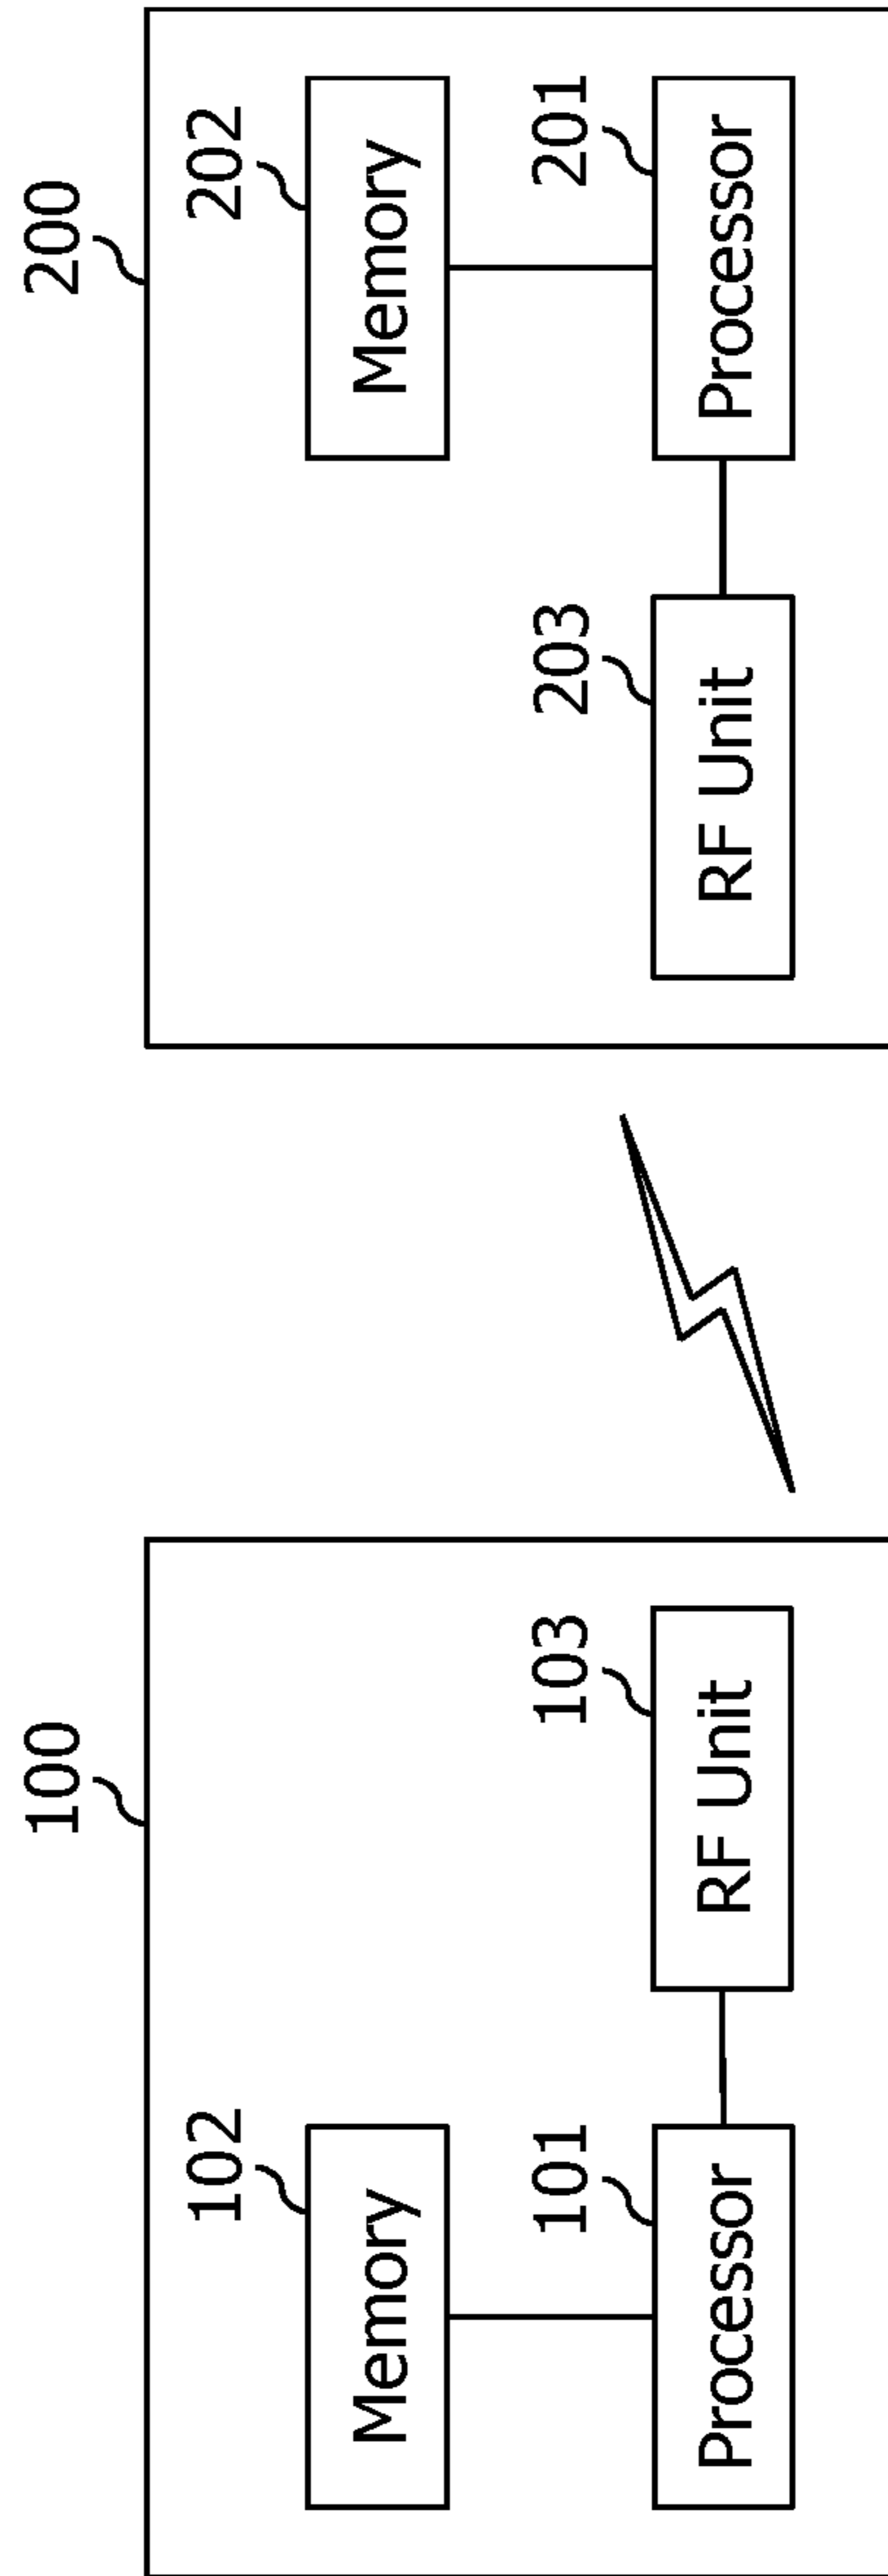 100
200
102
Memory
202
Memory
101
Processor
103
RF Unit
203
RF Unit
201
Processor